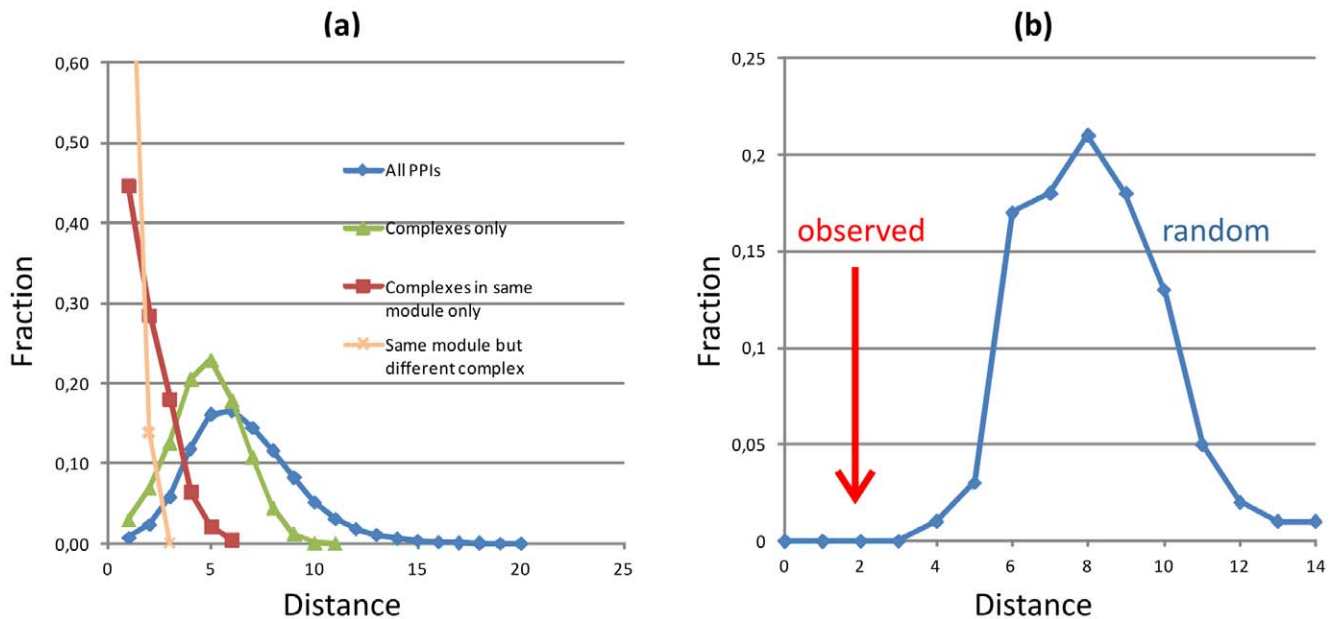 (a)
0,60
0,50
0,40
0,30
0,20
0,10
0,00
0
5
10
15
20
25
Fraction
Distance
All PPIs
Complexes only
Complexes in same
module only
Same module but
different complex
(b)
0,25
0,2
0,15
0,1
0,05
0
0
2
4
6
8
10
12
14
Fraction
Distance
observed
random